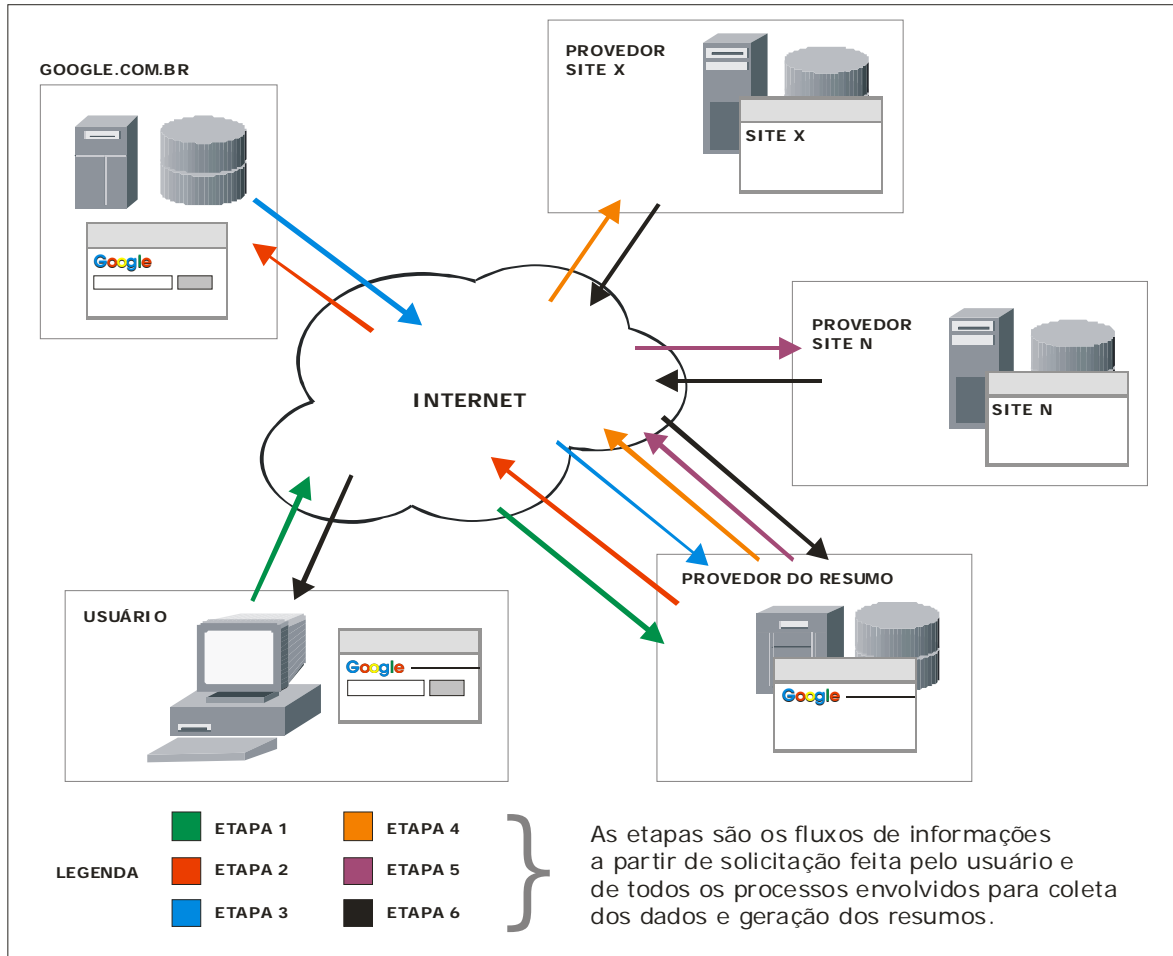 GOOGLE.COM.BR
Google
PROVEDOR
SITE X
SITE X
PROVEDOR
SITE N
SITE N
INTERNET
USUÁRIO
Google
PROVEDOR DO RESUMO
Google
LEGENDA
ETAPA 1
ETAPA 2
ETAPA 3
ETAPA 4
ETAPA 5
ETAPA 6
As etapas são os fluxos de informações
a partir de solicitação feita pelo usuário e
de todos os processos envolvidos para coleta
dos dados e geração dos resumos.